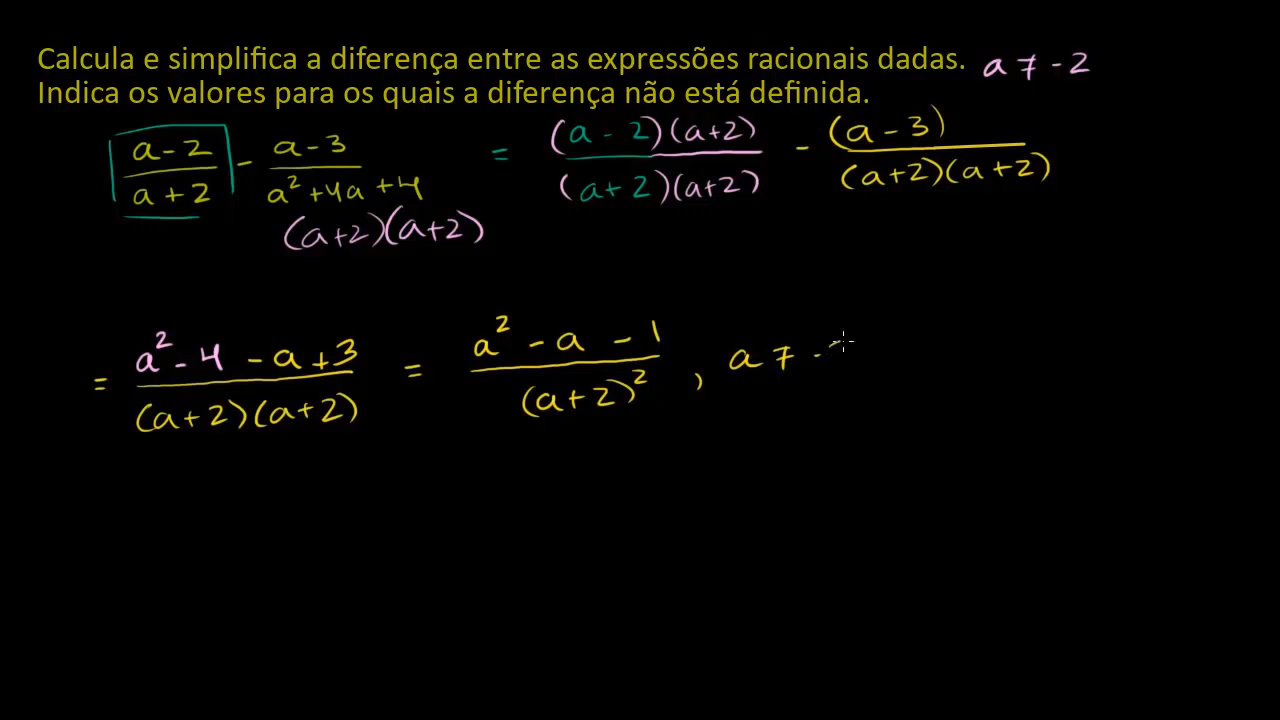 Calcula e simplifica a diferença entre as expressões racionais dadas. a ≠ -2
Indica os valores para os quais a diferença não está definida.
(a - 2)/(a + 2) - (a - 3)/(a² + 4a + 4) = (a - 2)(a+2)/(a + 2)(a+2) - (a - 3)/(a+2)(a+2)
(a+2)(a+2)
= (a² - 4 - a + 3)/(a+2)(a+2) = (a² - a - 1)/(a+2)², a ≠ -